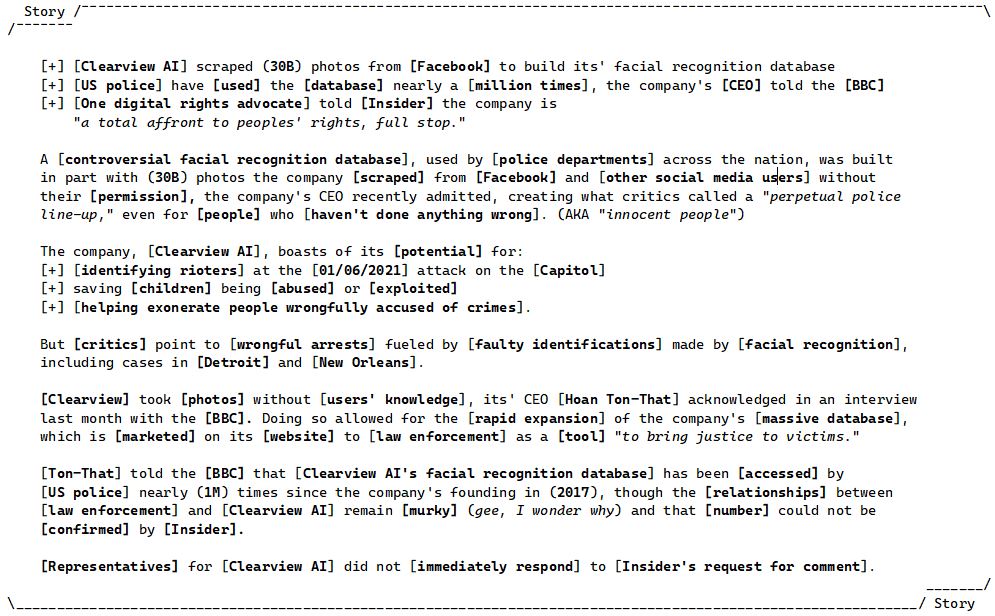 Story
[+] [Clearview AI] scraped (30B) photos from [Facebook] to build its' facial recognition database
[+] [US police] have [used] the [database] nearly a [million times], the company's [CEO] told the [BBC]
[+] [One digital rights advocate] told [Insider] the company is
"a total affront to peoples' rights, full stop."
A [controversial facial recognition database], used by [police departments] across the nation, was built
in part with (30B) photos the company [scraped] from [Facebook] and [other social media users] without
their [permission], the company's CEO recently admitted, creating what critics called a "perpetual police
line-up," even for [people] who [haven't done anything wrong]. (AKA "innocent people")
The company, [Clearview AI], boasts of its [potential] for:
[+] [identifying rioters] at the [01/06/2021] attack on the [Capitol]
[+] saving [children] being [abused] or [exploited]
[+] [helping exonerate people wrongfully accused of crimes].
But [critics] point to [wrongful arrests] fueled by [faulty identifications] made by [facial recognition],
including cases in [Detroit] and [New Orleans].
[Clearview] took [photos] without [users' knowledge], its' CEO [Hoan Ton-That] acknowledged in an interview
last month with the [BBC]. Doing so allowed for the [rapid expansion] of the company's [massive database],
which is [marketed] on its [website] to [law enforcement] as a [tool] "to bring justice to victims."
[Ton-That] told the [BBC] that [Clearview AI's facial recognition database] has been [accessed] by
[US police] nearly (1M) times since the company's founding in (2017), though the [relationships] between
[law enforcement] and [Clearview AI] remain [murky] (gee, I wonder why) and that [number] could not be
[confirmed] by [Insider].
[Representatives] for [Clearview AI] did not [immediately respond] to [Insider's request for comment].
Story